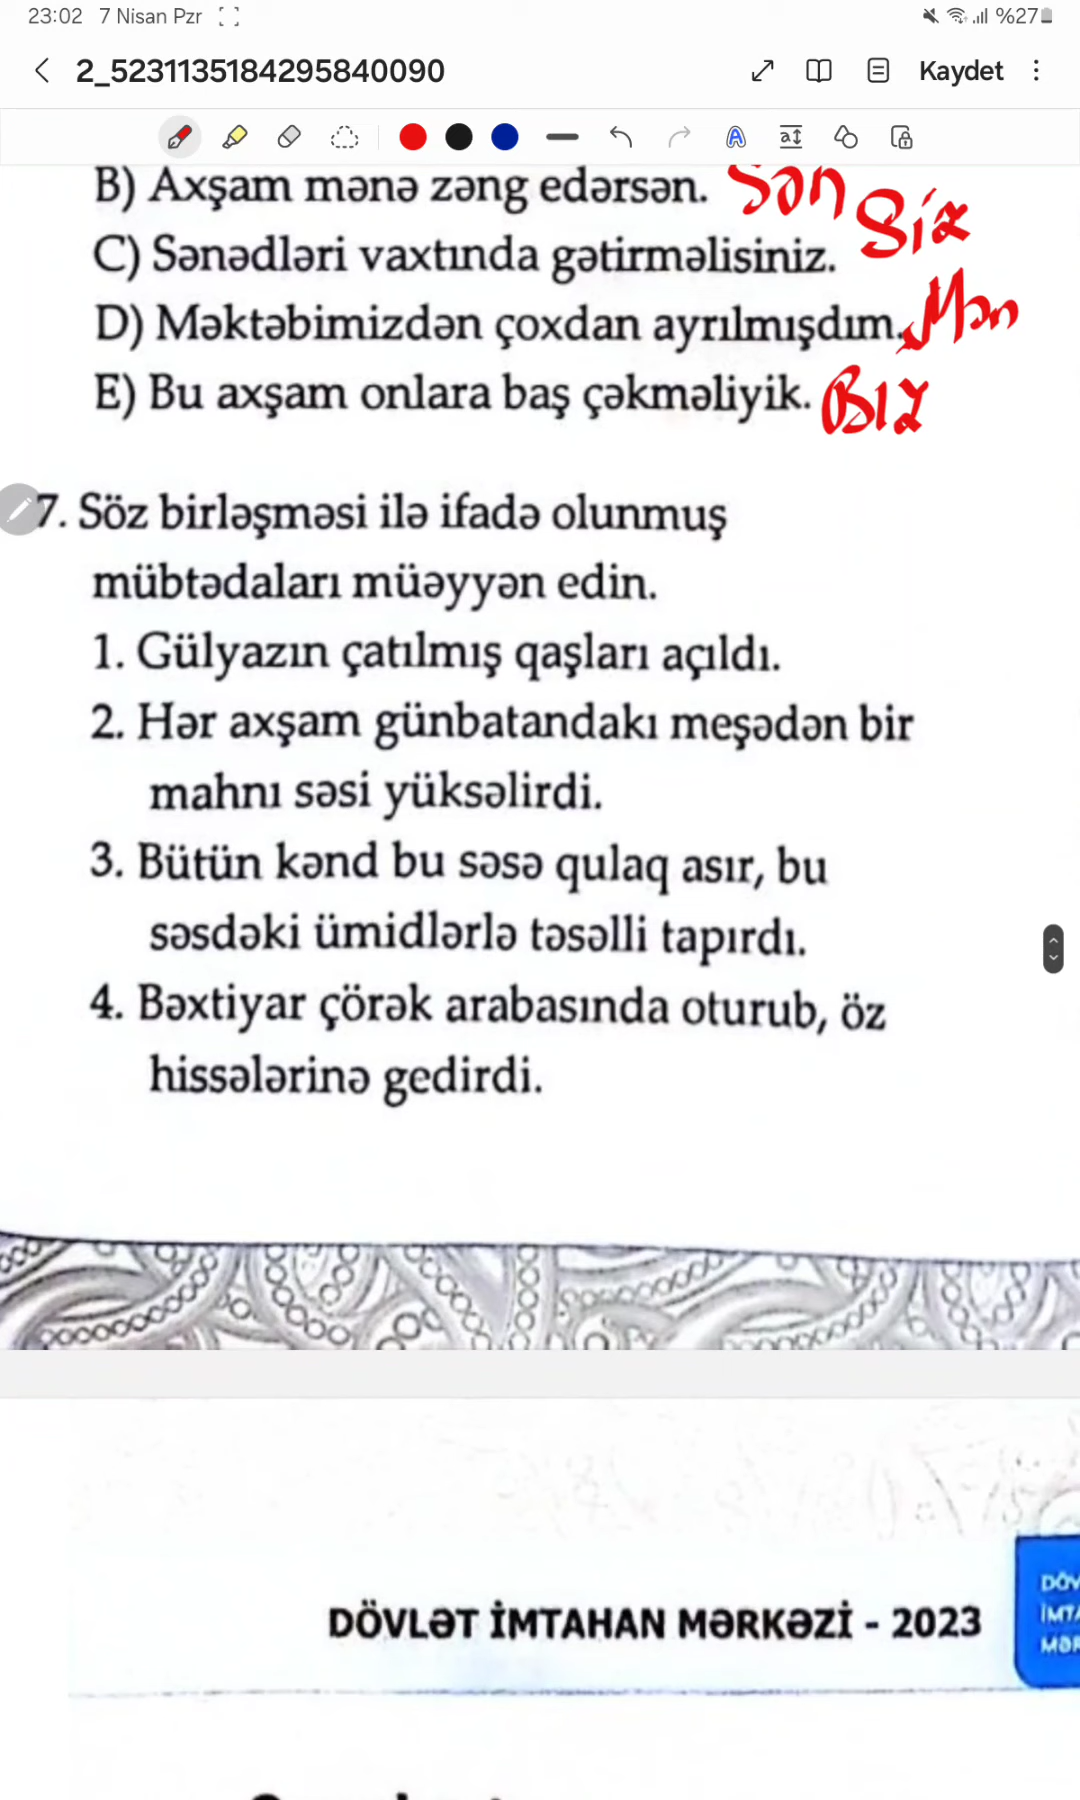 23:02 7 Nisan Pzr %27
2_5231135184295840090 Kaydet
B) Axşam mənə zəng edərsən. Sən
C) Sənədləri vaxtında gətirməlisiniz. Siz
D) Məktəbimizdən çoxdan ayrılmışdım. Mən
E) Bu axşam onlara baş çəkməliyik. BIZ
7. Söz birləşməsi ilə ifadə olunmuş
mübtədaları müəyyən edin.
1. Gülyazın çatılmış qaşları açıldı.
2. Hər axşam günbatandakı meşədən bir
mahnı səsi yüksəlirdi.
3. Bütün kənd bu səsə qulaq asır, bu
səsdəki ümidlərlə təsəlli tapırdı.
4. Bəxtiyar çörək arabasında oturub, öz
hissələrinə gedirdi.
DÖVLƏT İMTAHAN MƏRKƏZİ - 2023